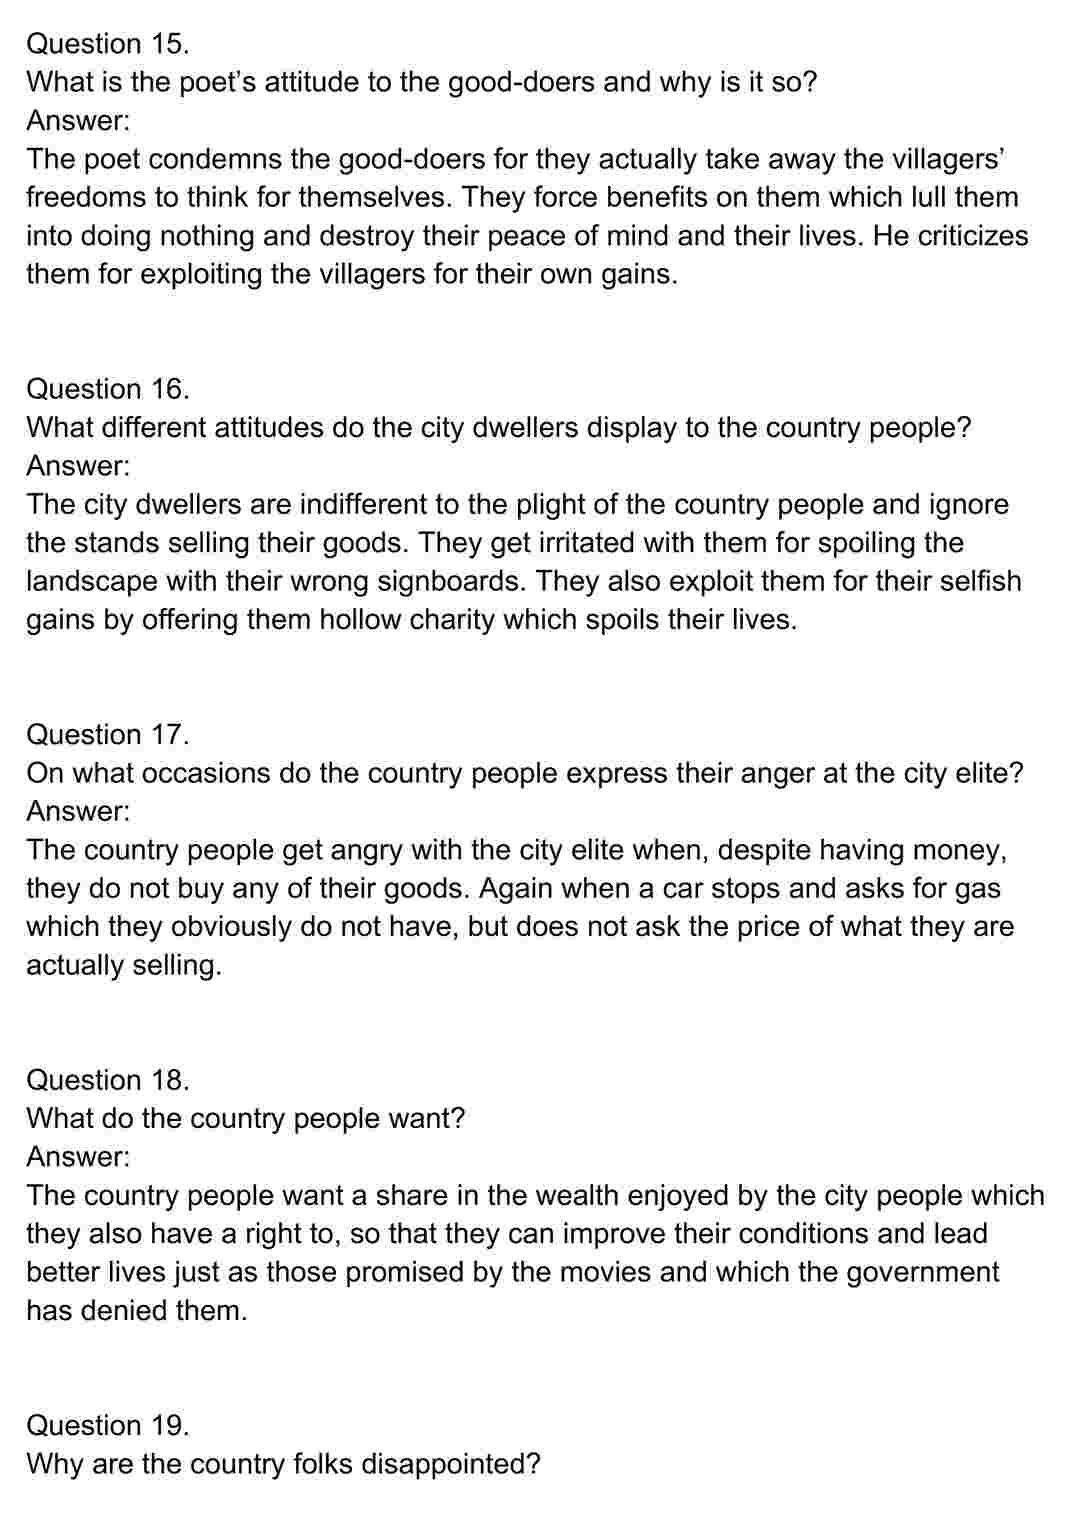 Question 15.
What is the poet’s attitude to the good-doers and why is it so?
Answer:
The poet condemns the good-doers for they actually take away the villagers’
freedoms to think for themselves. They force benefits on them which lull them
into doing nothing and destroy their peace of mind and their lives. He criticizes
them for exploiting the villagers for their own gains.
Question 16.
What different attitudes do the city dwellers display to the country people?
Answer:
The city dwellers are indifferent to the plight of the country people and ignore
the stands selling their goods. They get irritated with them for spoiling the
landscape with their wrong signboards. They also exploit them for their selfish
gains by offering them hollow charity which spoils their lives.
Question 17.
On what occasions do the country people express their anger at the city elite?
Answer:
The country people get angry with the city elite when, despite having money,
they do not buy any of their goods. Again when a car stops and asks for gas
which they obviously do not have, but does not ask the price of what they are
actually selling.
Question 18.
What do the country people want?
Answer:
The country people want a share in the wealth enjoyed by the city people which
they also have a right to, so that they can improve their conditions and lead
better lives just as those promised by the movies and which the government
has denied them.
Question 19.
Why are the country folks disappointed?